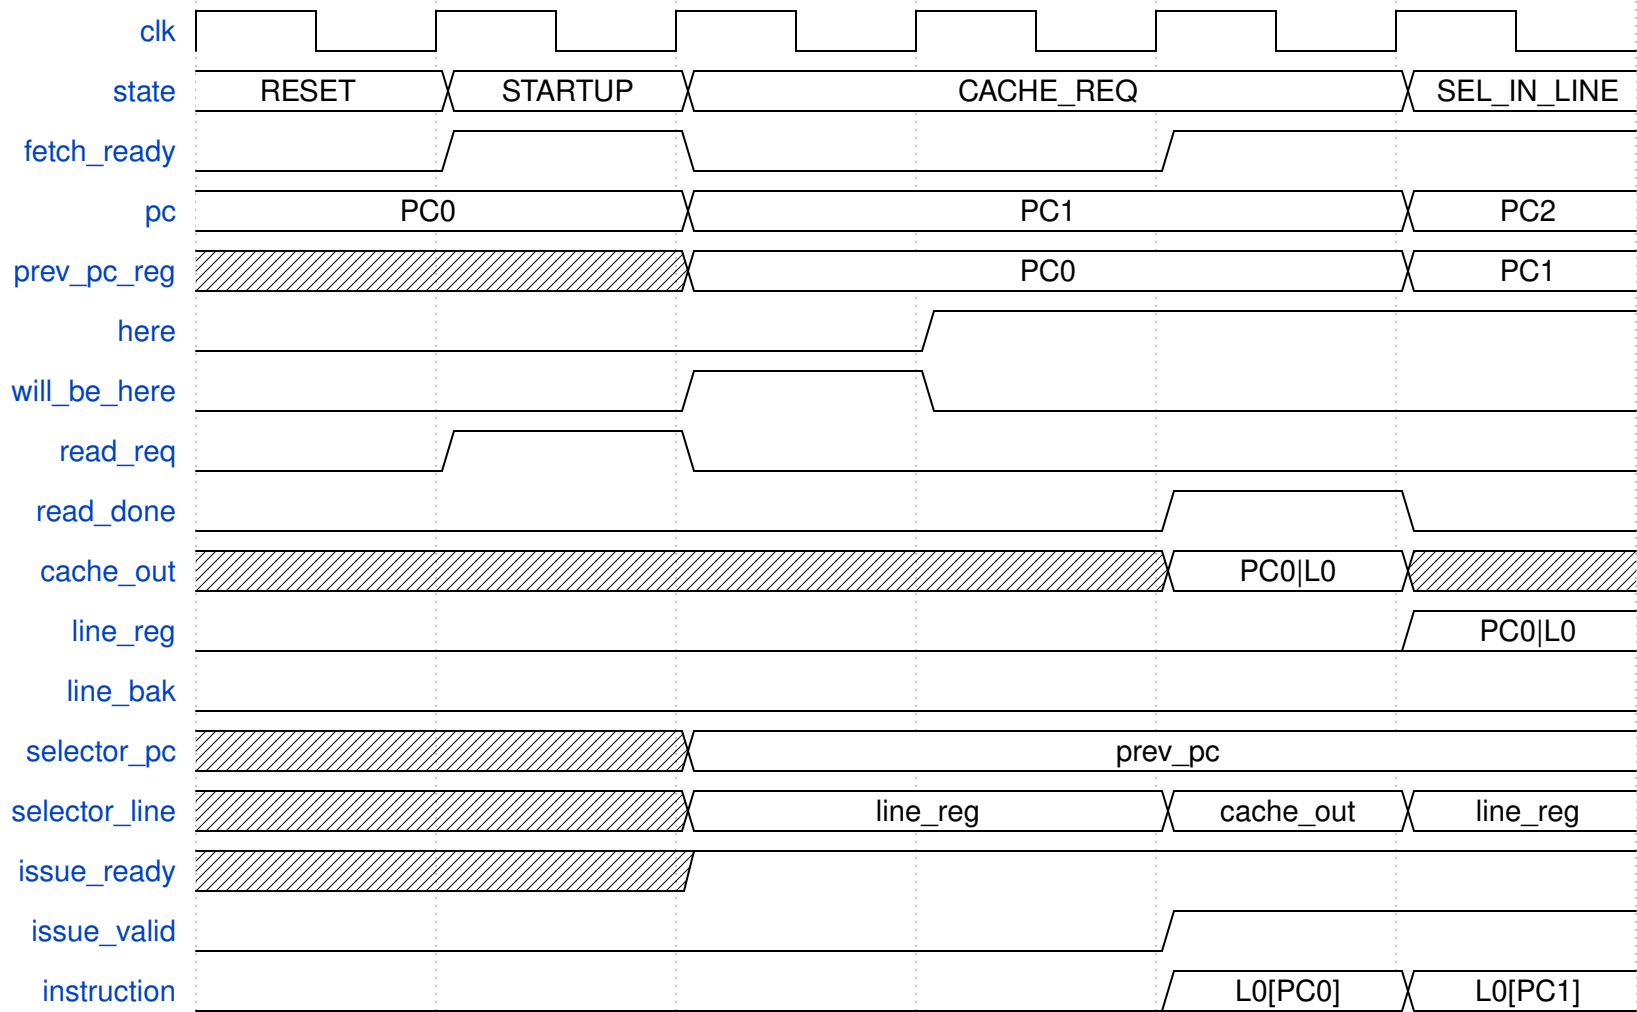 clk
state RESET STARTUP CACHE_REQ SEL_IN_LINE
fetch_ready
pc PC0 PC1 PC2
prev_pc_reg PC0 PC1
here
will_be_here
read_req
read_done
cache_out PC0|L0
line_reg PC0|L0
line_bak
selector_pc prev_pc
selector_line line_reg cache_out line_reg
issue_ready
issue_valid
instruction L0[PC0] L0[PC1]